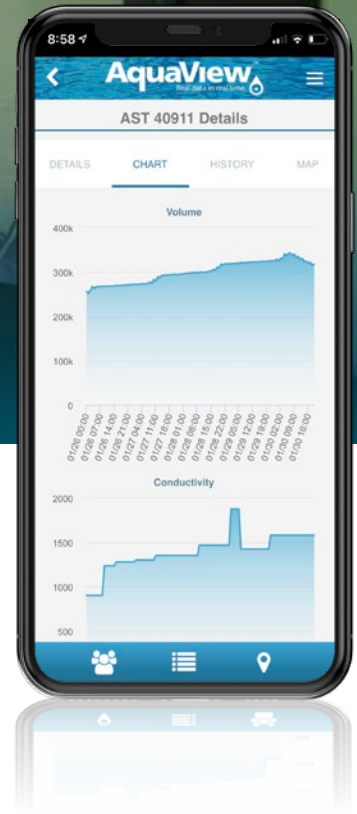 8:58
AquaView
Real data in real time.
AST 40911 Details
DETAILS CHART HISTORY MAP
Volume
400k
300k
200k
100k
0
01/26 00:00 01/26 07:00 01/26 14:00 01/26 21:00 01/27 04:00 01/27 11:00 01/27 18:00 01/28 01:00 01/28 08:00 01/28 15:00 01/28 22:00 01/29 05:00 01/29 12:00 01/29 19:00 01/30 02:00 01/30 09:00 01/30 16:00
Conductivity
2000
1500
1000
500